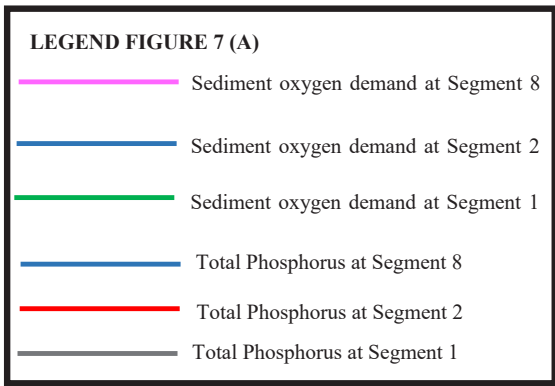 LEGEND FIGURE 7 (A)
Sediment oxygen demand at Segment 8
Sediment oxygen demand at Segment 2
Sediment oxygen demand at Segment 1
Total Phosphorus at Segment 8
Total Phosphorus at Segment 2
Total Phosphorus at Segment 1